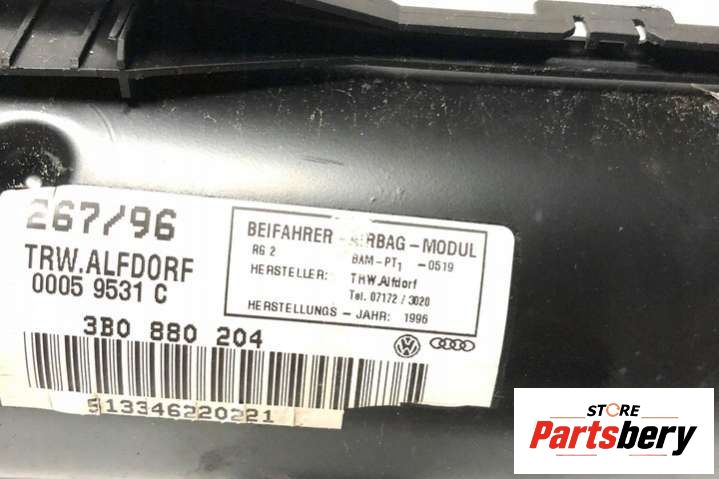 267/96
TRW.ALFDORF
0005 9531 C
3B0 880 204
513346220221
BEIFAHRER - AIRBAG - MODUL
RG 2 BAM-PT1 -0519
HERSTELLER: TRW.Alfdorf
Tel. 07172/3020
HERSTELLUNGS - JAHR: 1996
STORE
Partsbery